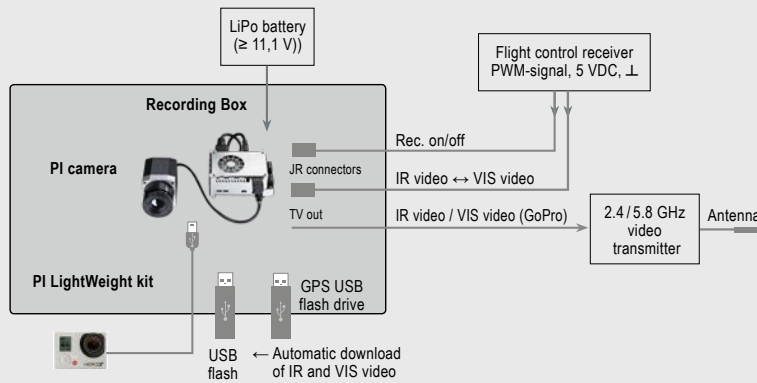 LiPo battery
(≥ 11,1 V))
Flight control receiver
PWM-signal, 5 VDC, ⊥
Recording Box
Rec. on/off
PI camera
JR connectors
IR video ↔ VIS video
TV out
IR video / VIS video (GoPro)
2.4 / 5.8 GHz
video
transmitter
Antenna
PI LightWeight kit
GPS USB
flash drive
USB
flash
← Automatic download
of IR and VIS video